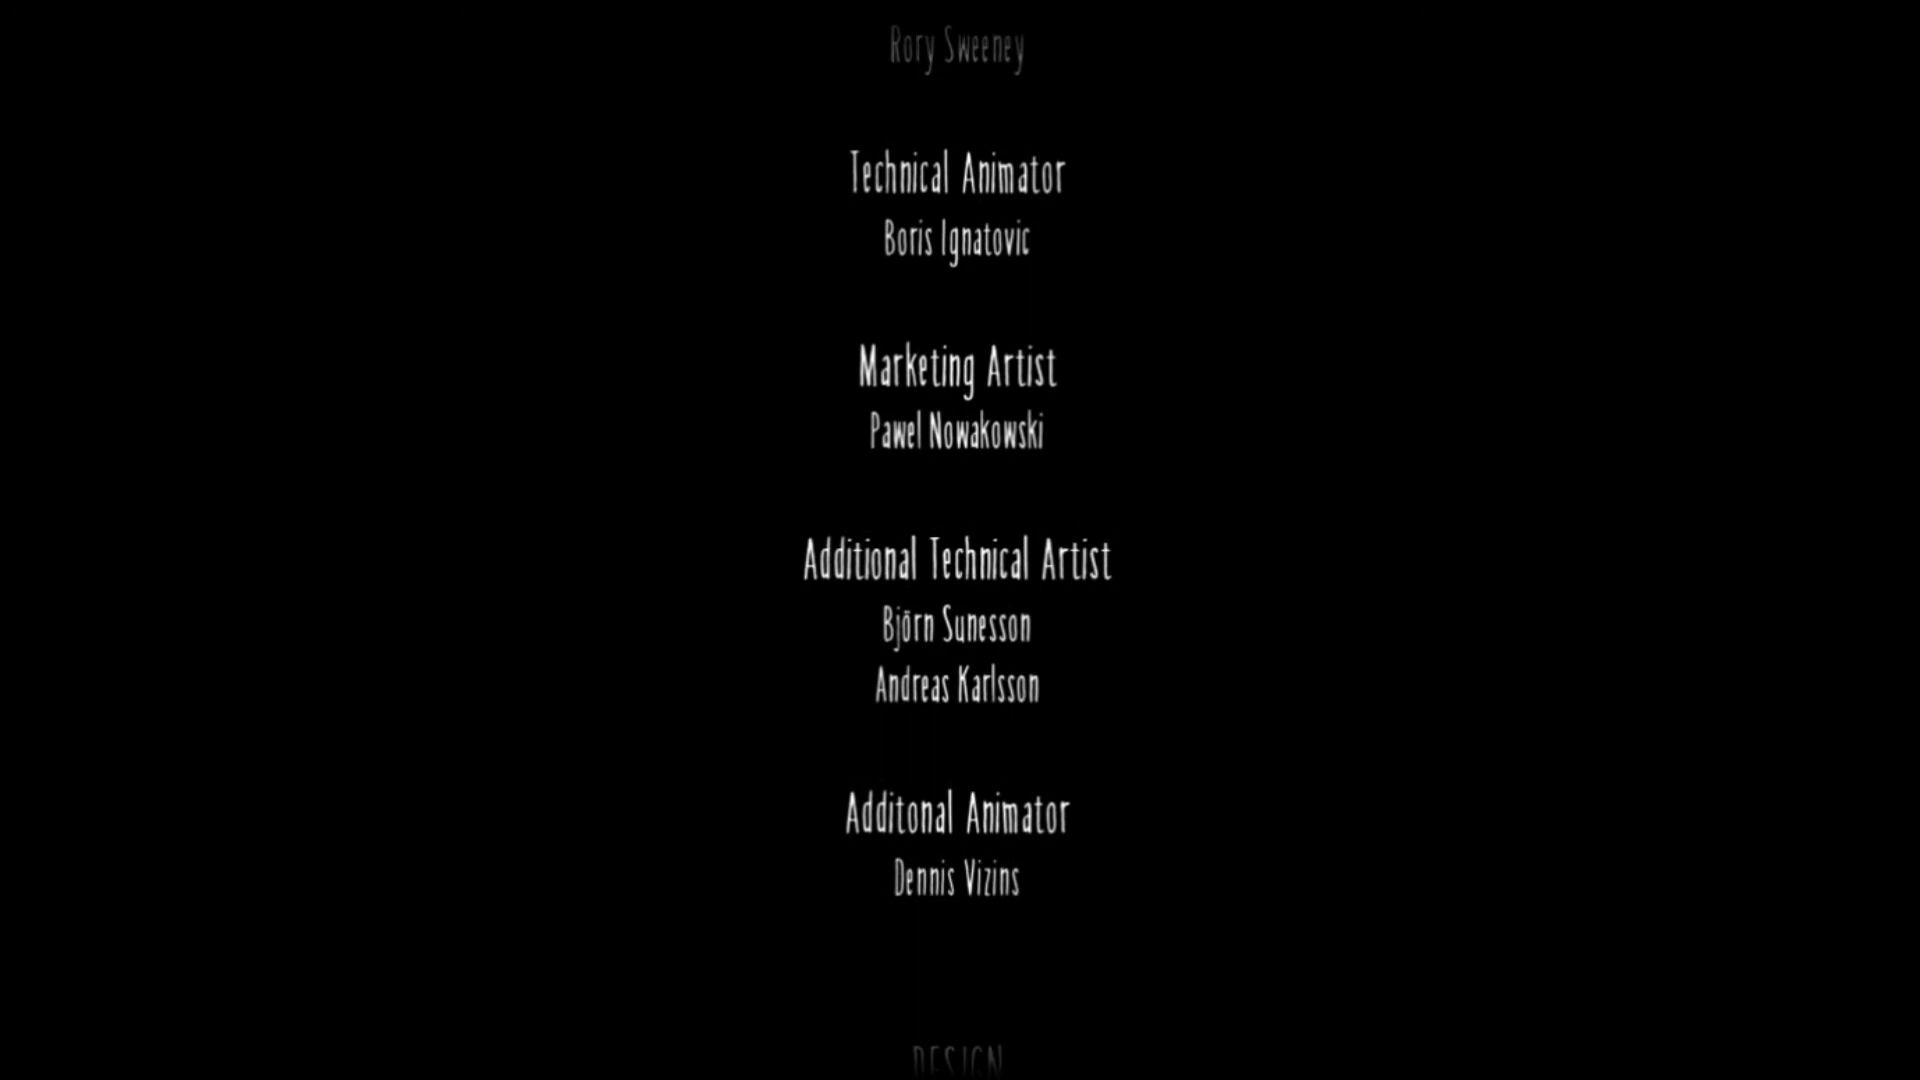 Rory Sweeney
Technical Animator
Boris Ignatovic
Marketing Artist
Pawel Nowakowski
Additional Technical Artist
Björn Sunesson
Andreas Karlsson
Additonal Animator
Dennis Vizins
DESIGN